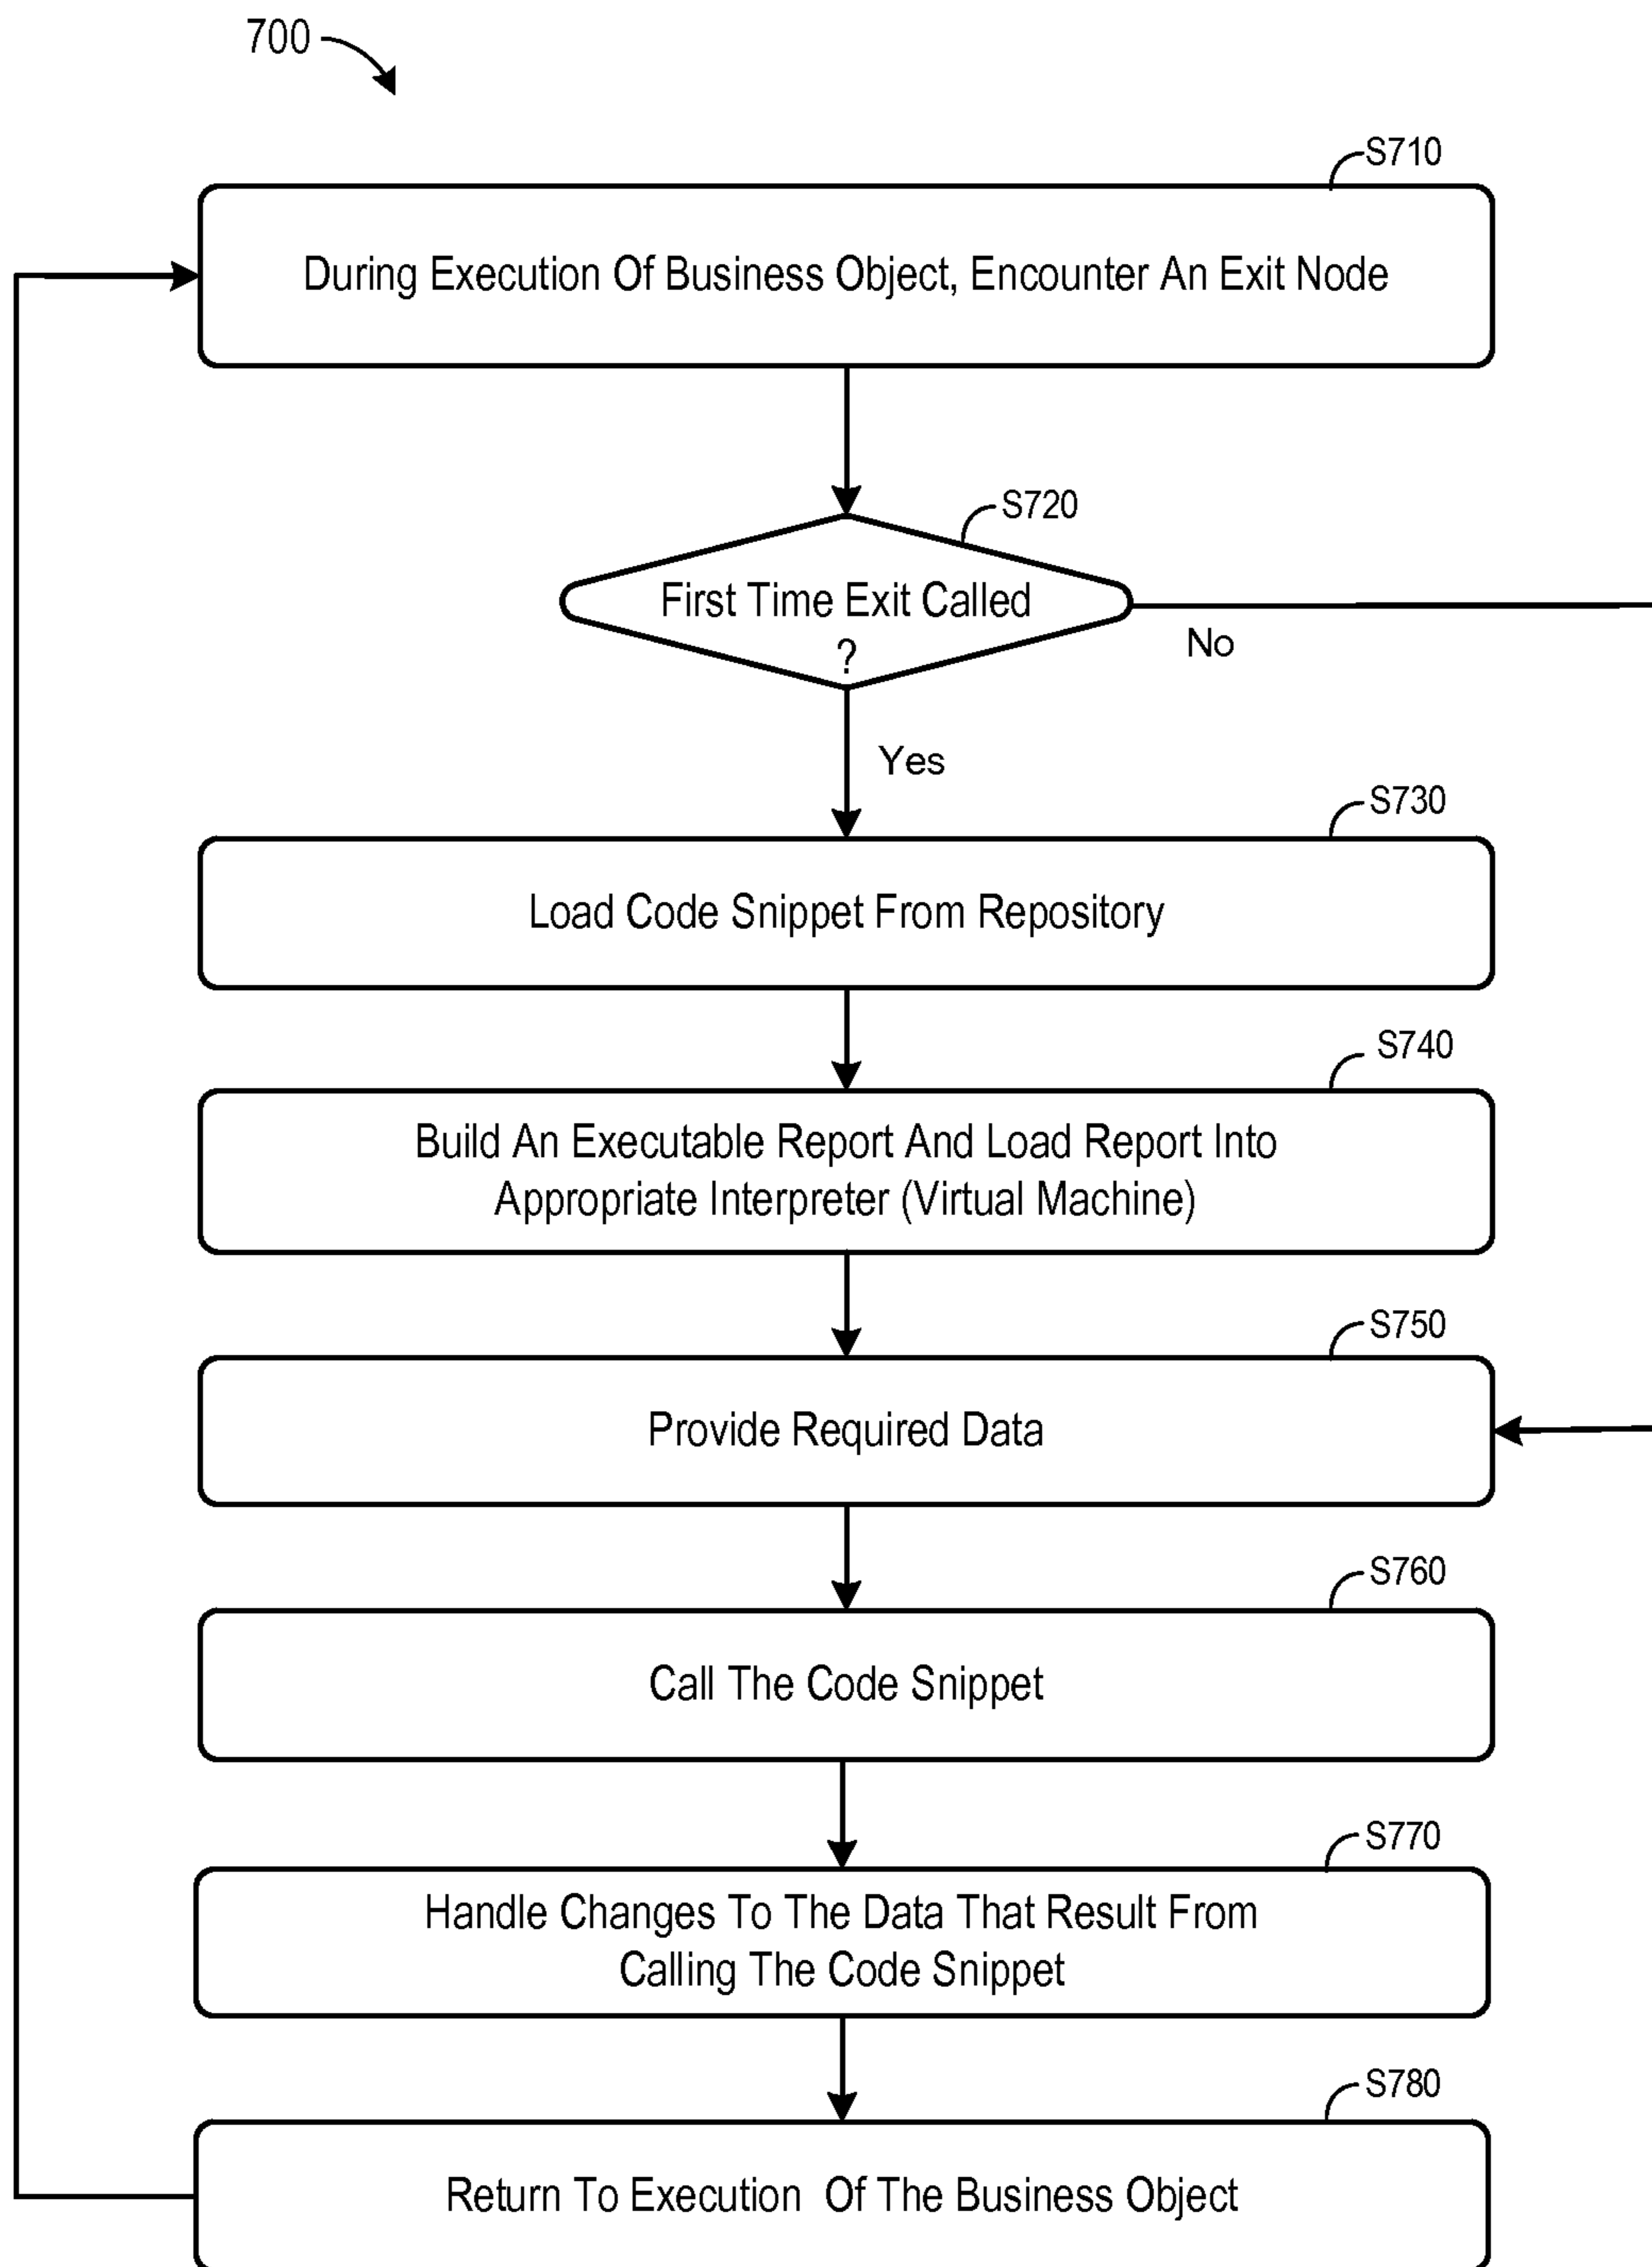 700
S710
During Execution Of Business Object, Encounter An Exit Node
S720
First Time Exit Called
?
No
Yes
S730
Load Code Snippet From Repository
S740
Build An Executable Report And Load Report Into
Appropriate Interpreter (Virtual Machine)
S750
Provide Required Data
S760
Call The Code Snippet
S770
Handle Changes To The Data That Result From
Calling The Code Snippet
S780
Return To Execution Of The Business Object